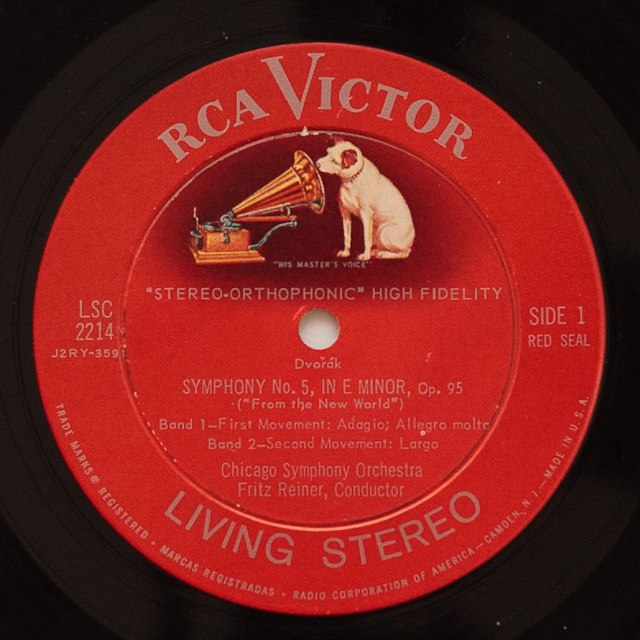 RCA VICTOR
"HIS MASTER'S VOICE"
"STEREO-ORTHOPHONIC" HIGH FIDELITY
LSC
2214
J2RY-3591
SIDE 1
RED SEAL
Dvořák
SYMPHONY No. 5, IN E MINOR, Op. 95
("From the New World")
Band 1—First Movement: Adagio; Allegro molto
Band 2—Second Movement: Largo
Chicago Symphony Orchestra
Fritz Reiner, Conductor
LIVING STEREO
TRADE MARKS® REGISTERED • MARCAS REGISTRADAS • RADIO CORPORATION OF AMERICA—CAMDEN, N.J.—MADE IN U.S.A.